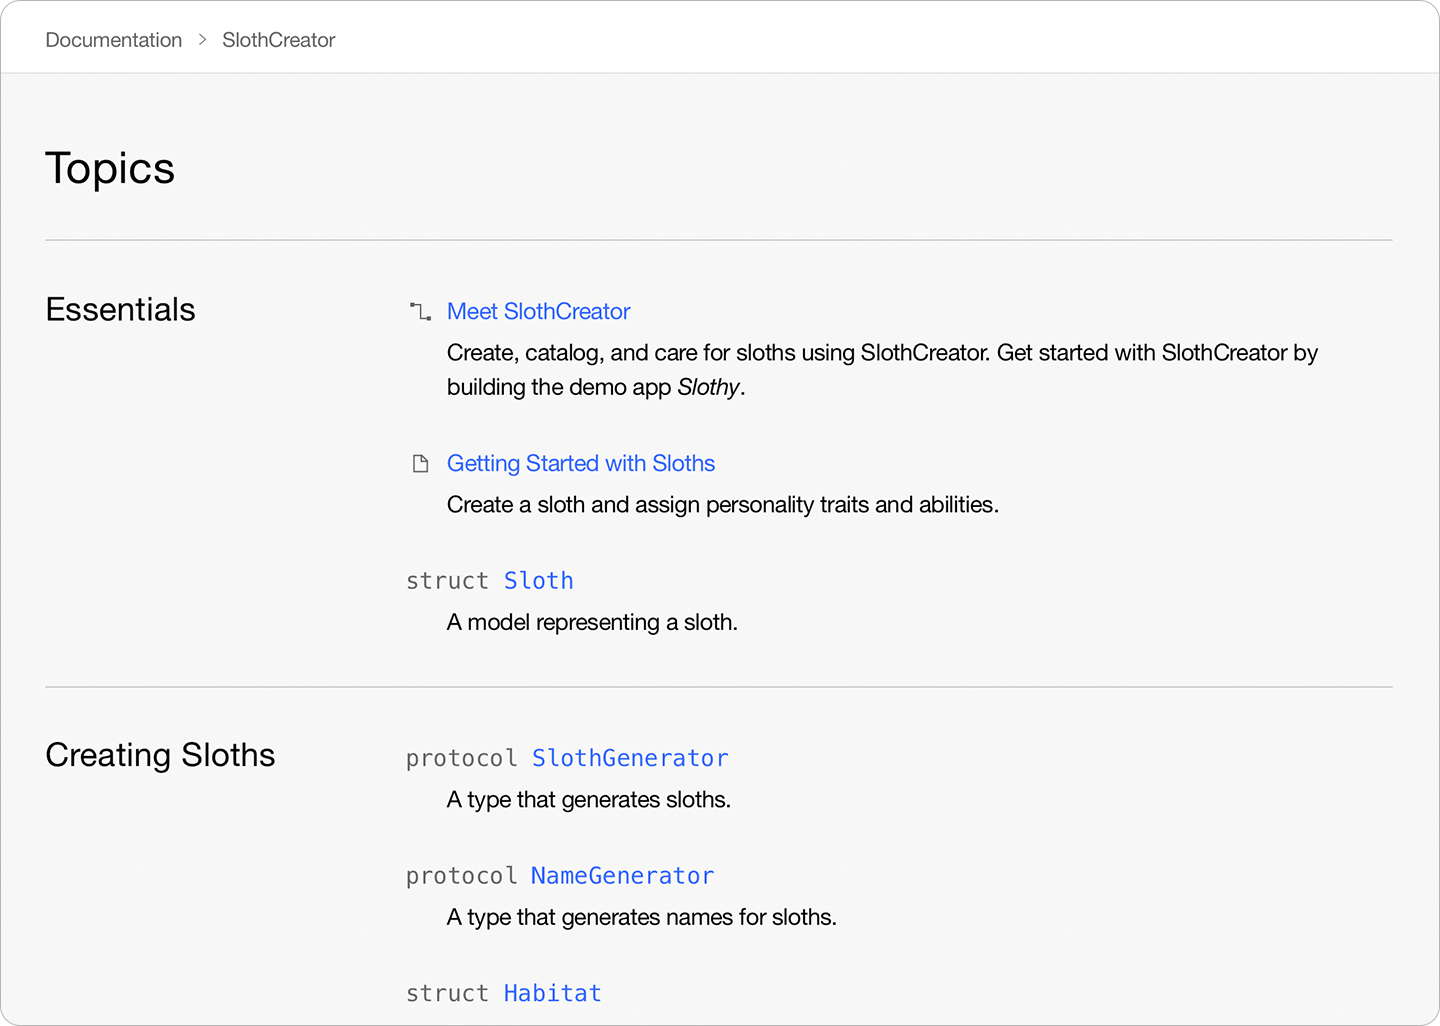 Documentation > SlothCreator
Topics
Essentials
Meet SlothCreator
Create, catalog, and care for sloths using SlothCreator. Get started with SlothCreator by
building the demo app Slothy.
Getting Started with Sloths
Create a sloth and assign personality traits and abilities.
struct Sloth
A model representing a sloth.
Creating Sloths
protocol SlothGenerator
A type that generates sloths.
protocol NameGenerator
A type that generates names for sloths.
struct Habitat